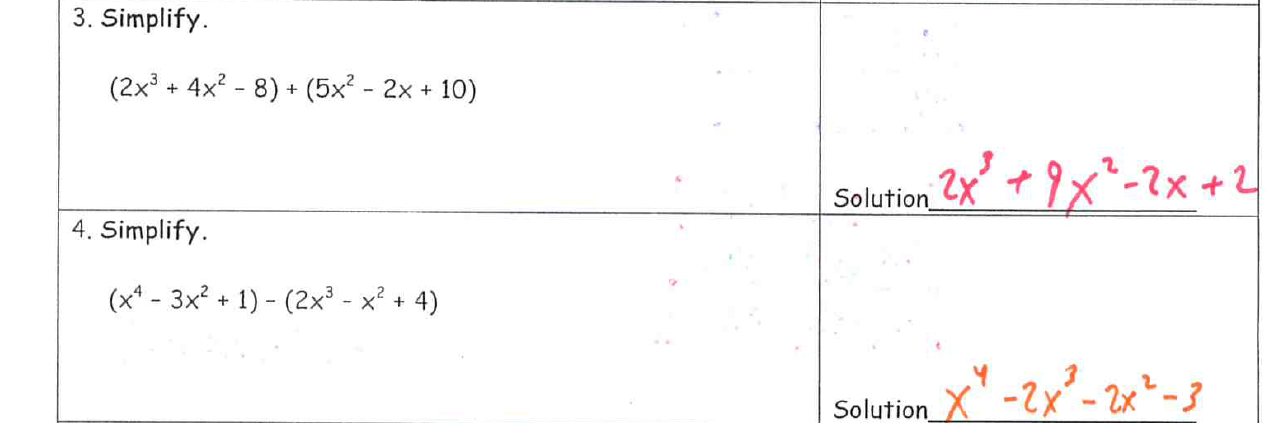 3. Simplify.
(2x³ + 4x² - 8) + (5x² - 2x + 10)
Solution 2x³ + 9x² - 2x + 2
4. Simplify.
(x⁴ - 3x² + 1) - (2x³ - x² + 4)
Solution x⁴ - 2x³ - 2x² - 3